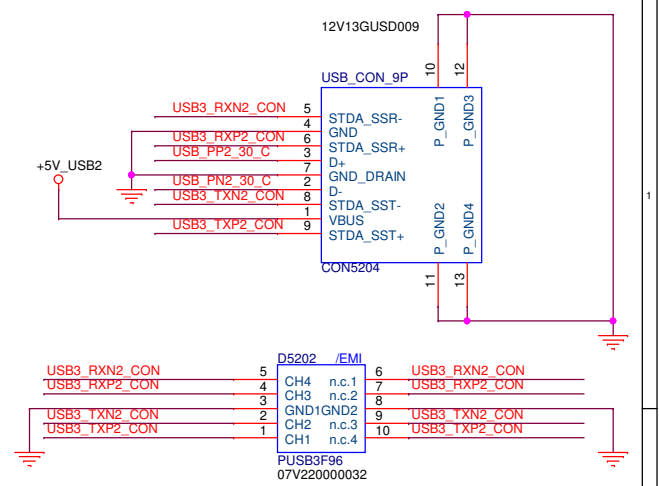 12V13GUSD009
10
12
USB_CON_9P
P_GND1
P_GND3
USB3_RXN2_CON 5 STDA_SSR-
4 GND
USB3_RXP2_CON 6 STDA_SSR+
USB_PP2_30_C 3 D+
+5V_USB2
7 GND_DRAIN
USB_PN2_30_C 2 D-
USB3_TXN2_CON 8 STDA_SST-
1 VBUS
USB3_TXP2_CON 9 STDA_SST+
P_GND2
P_GND4
1
CON5204
11
13
D5202 /EMI
USB3_RXN2_CON 5 CH4 n.c.1 6 USB3_RXN2_CON
USB3_RXP2_CON 4 CH3 n.c.2 7 USB3_RXP2_CON
3 GND1GND2 8
USB3_TXN2_CON 2 CH2 n.c.3 9 USB3_TXN2_CON
USB3_TXP2_CON 1 CH1 n.c.4 10 USB3_TXP2_CON
PUSB3F96
07V220000032